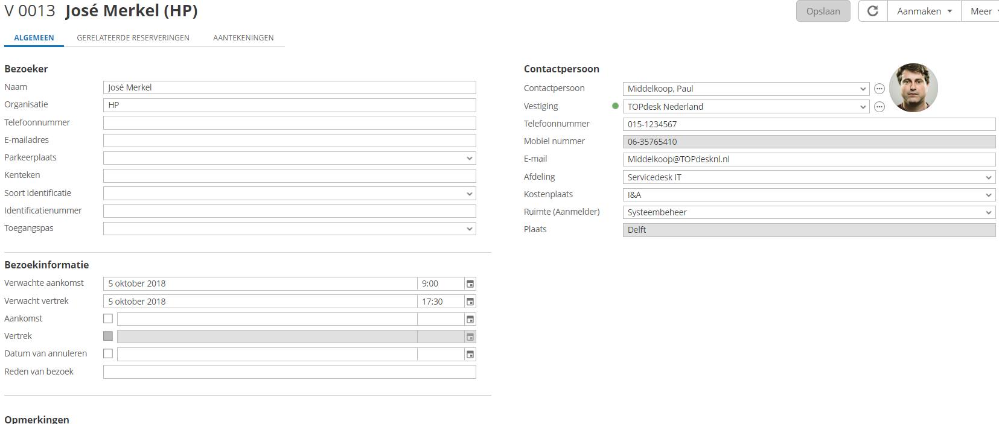 V 0013 José Merkel (HP)
Opslaan
Aanmaken
Meer
ALGEMEEN
GERELATEERDE RESERVERINGEN
AANTEKENINGEN
Bezoeker
Naam José Merkel
Organisatie HP
Telefoonnummer
E-mailadres
Parkeerplaats
Kenteken
Soort identificatie
Identificatienummer
Toegangspas
Bezoekinformatie
Verwachte aankomst 5 oktober 2018 9:00
Verwacht vertrek 5 oktober 2018 17:30
Aankomst
Vertrek
Datum van annuleren
Reden van bezoek
Opmerkingen
Contactpersoon
Contactpersoon Middelkoop, Paul
Vestiging TOPdesk Nederland
Telefoonnummer 015-1234567
Mobiel nummer 06-35765410
E-mail Middelkoop@TOPdesknl.nl
Afdeling Servicedesk IT
Kostenplaats I&A
Ruimte (Aanmelder) Systeembeheer
Plaats Delft